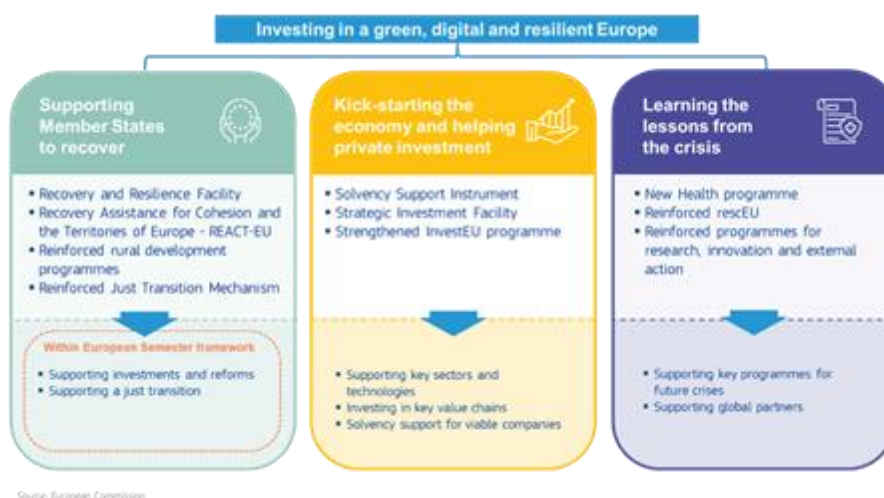 Investing in a green, digital and resilient Europe
Supporting
Member States
to recover
▪ Recovery and Resilience Facility
▪ Recovery Assistance for Cohesion and
the Territories of Europe - REACT-EU
▪ Reinforced rural development
programmes
▪ Reinforced Just Transition Mechanism
Within European Semester framework
▪ Supporting investments and reforms
▪ Supporting a just transition
Kick-starting the
economy and helping
private investment
▪ Solvency Support Instrument
▪ Strategic Investment Facility
▪ Strengthened InvestEU programme
▪ Supporting key sectors and
technologies
▪ Investing in key value chains
▪ Solvency support for viable companies
Learning the
lessons from
the crisis
▪ New Health programme
▪ Reinforced rescEU
▪ Reinforced programmes for
research, innovation and external
action
▪ Supporting key programmes for
future crises
▪ Supporting global partners
Source: European Commission